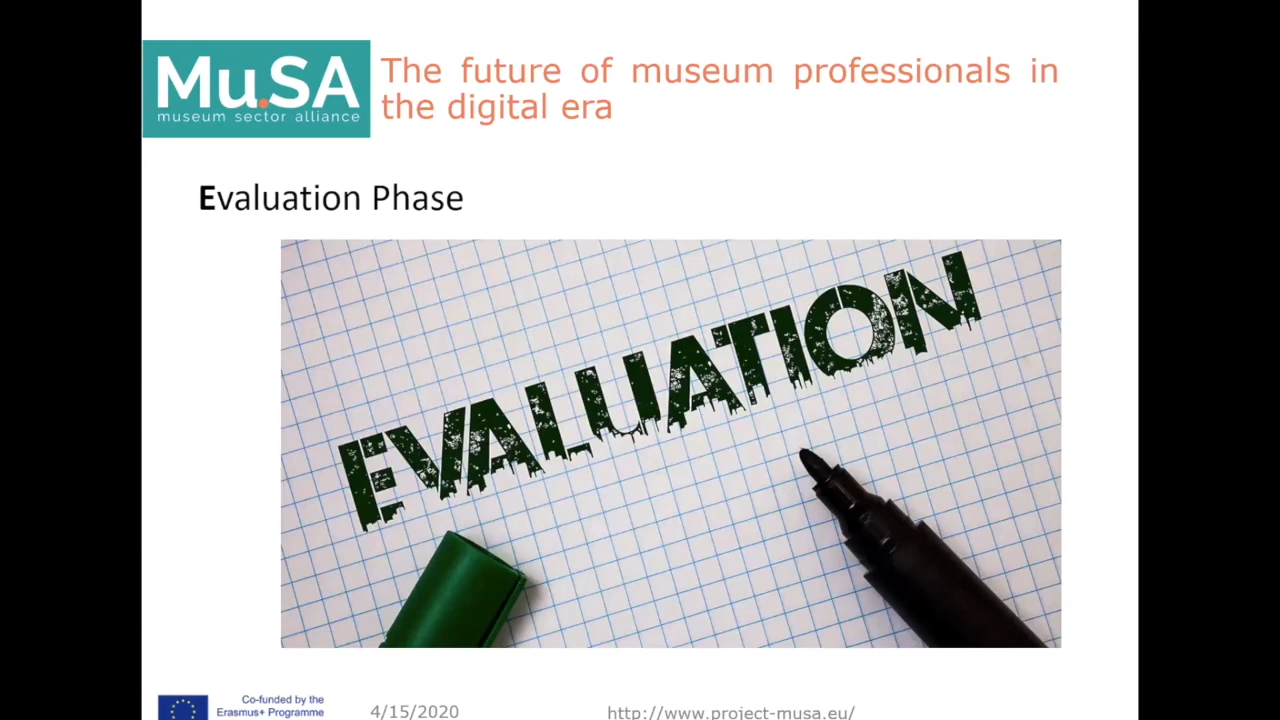 Mu.SA
museum sector alliance
The future of museum professionals in
the digital era
Evaluation Phase
EVALUATION
Co-funded by the
Erasmus+ Programme
4/15/2020
http://www.project-musa.eu/